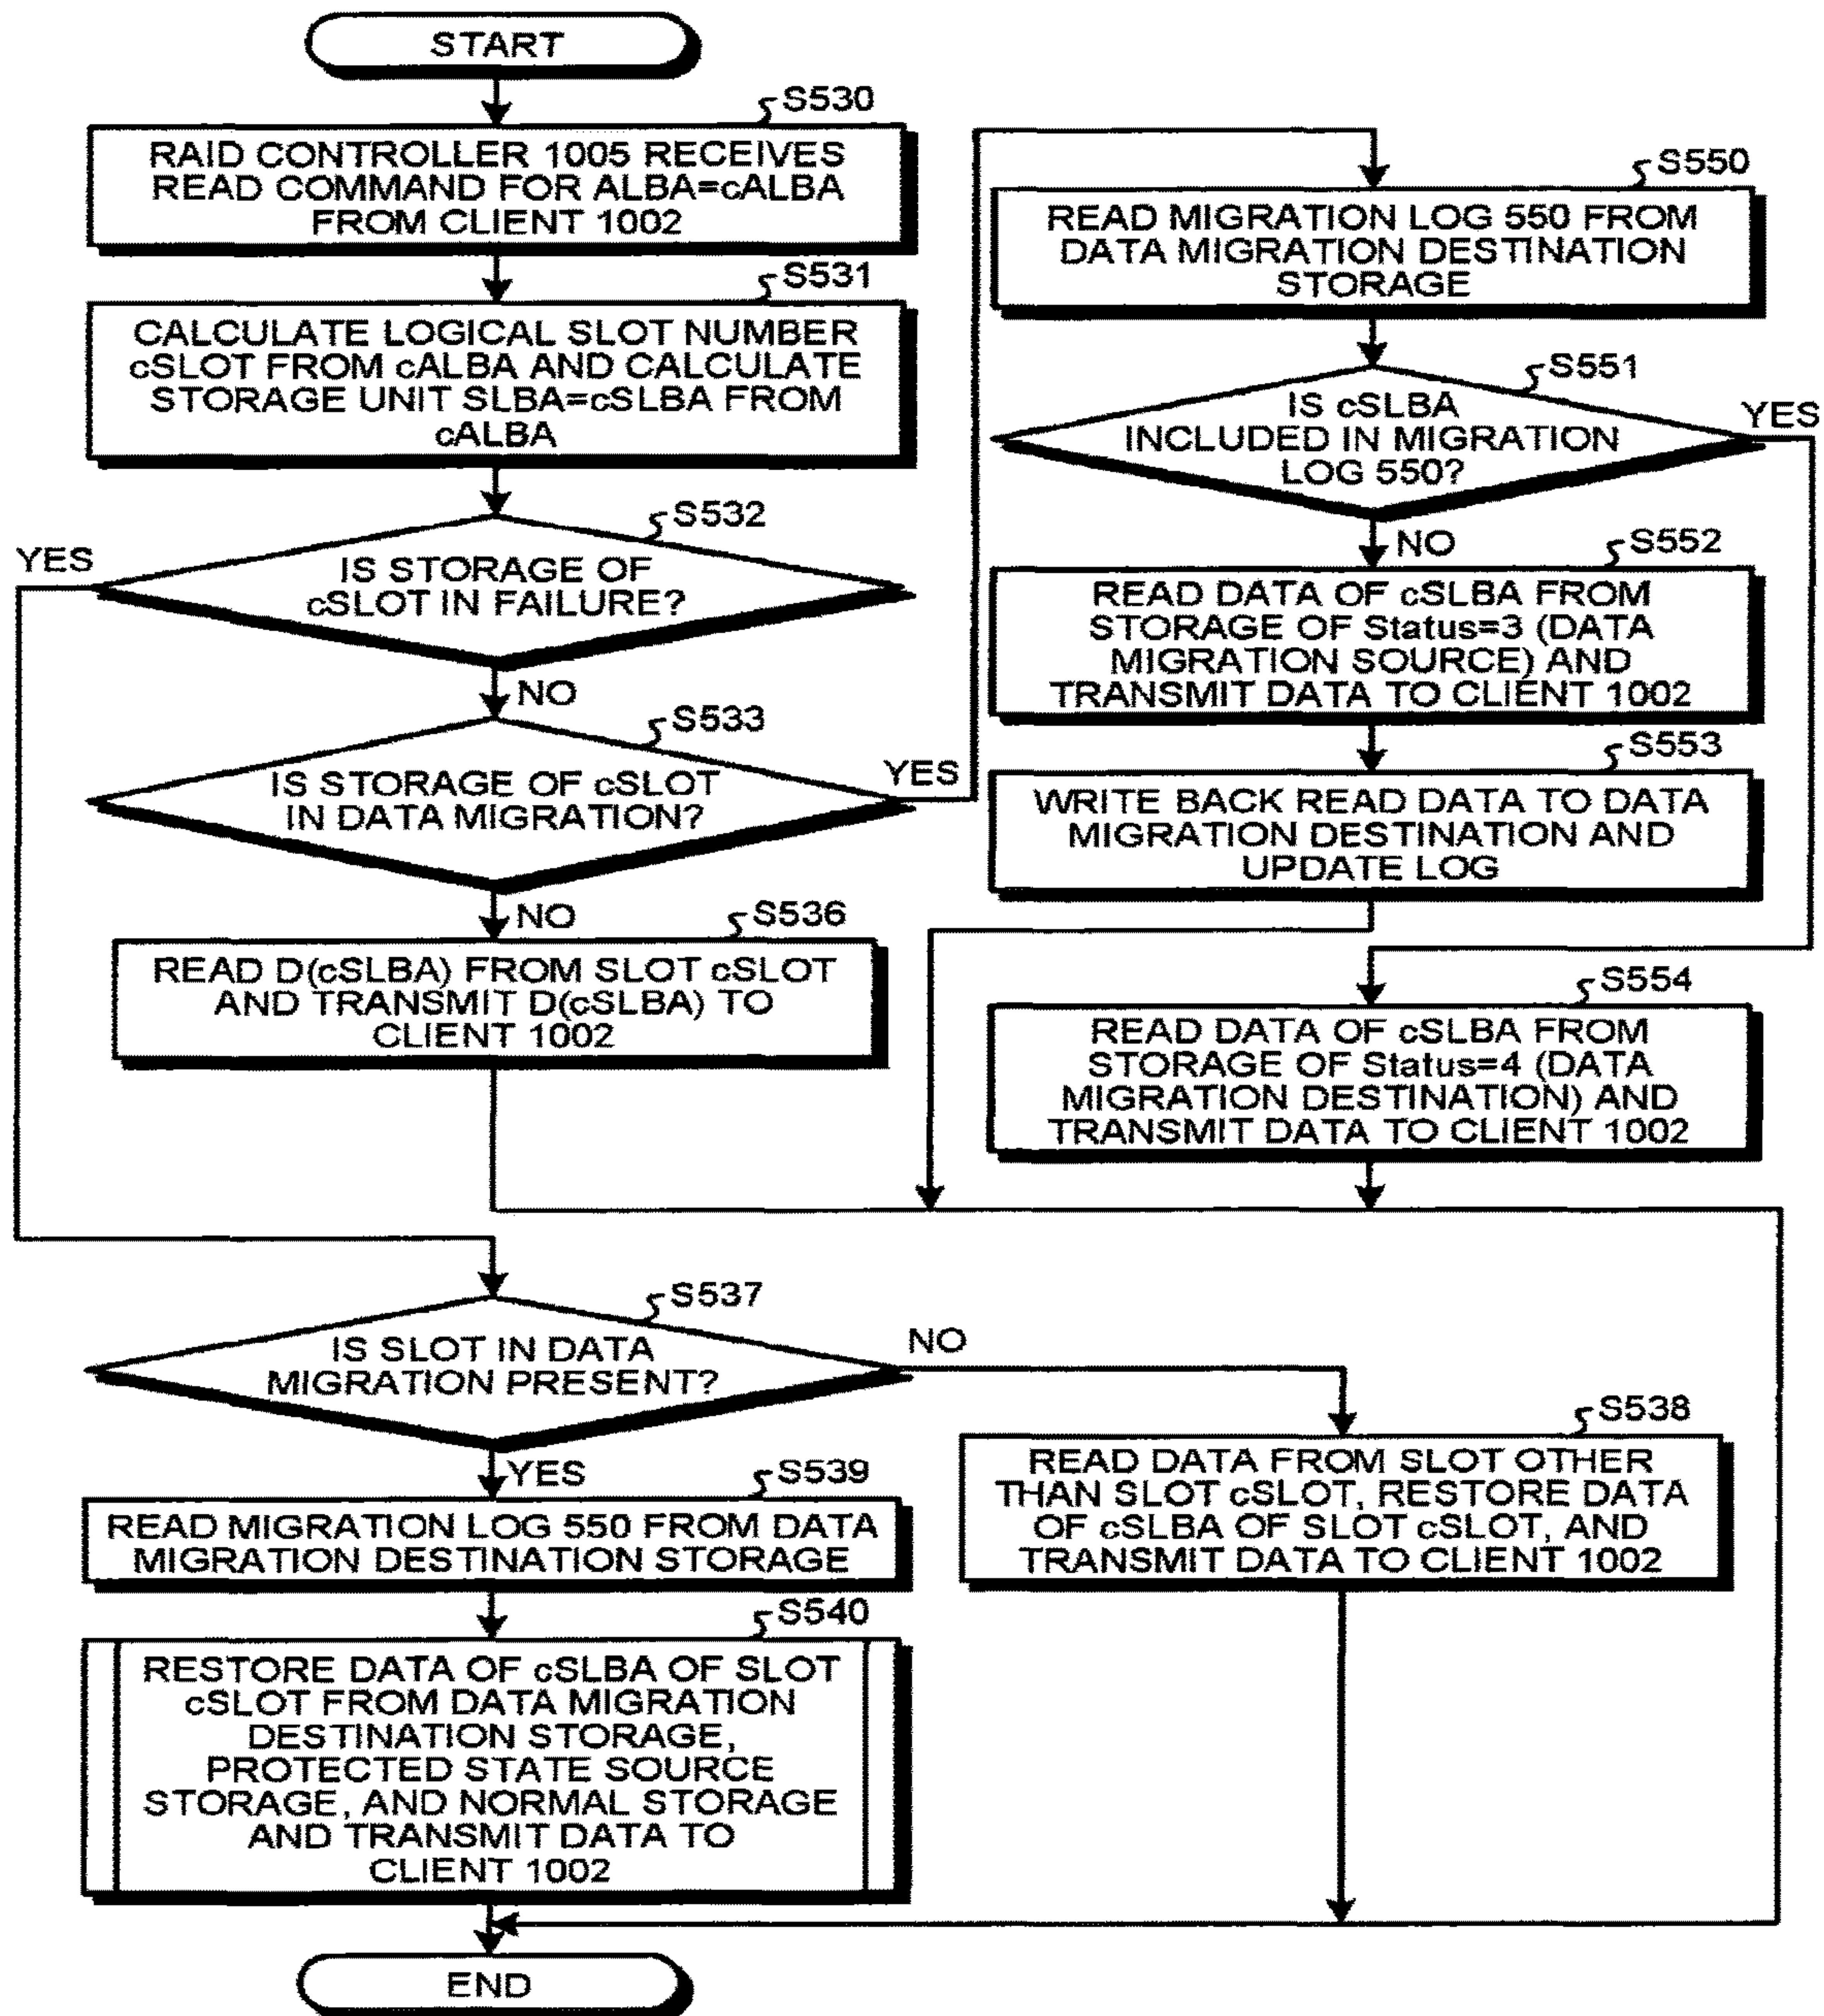 START
S530
RAID CONTROLLER 1005 RECEIVES
READ COMMAND FOR ALBA=cALBA
FROM CLIENT 1002
S531
CALCULATE LOGICAL SLOT NUMBER
cSLOT FROM cALBA AND CALCULATE
STORAGE UNIT SLBA=cSLBA FROM
cALBA
S532
YES
IS STORAGE OF
cSLOT IN FAILURE?
NO
S533
IS STORAGE OF cSLOT
IN DATA MIGRATION?
YES
NO
S536
READ D(cSLBA) FROM SLOT cSLOT
AND TRANSMIT D(cSLBA) TO
CLIENT 1002
S550
READ MIGRATION LOG 550 FROM
DATA MIGRATION DESTINATION
STORAGE
S551
IS cSLBA
INCLUDED IN MIGRATION
LOG 550?
YES
NO
S552
READ DATA OF cSLBA FROM
STORAGE OF Status=3 (DATA
MIGRATION SOURCE) AND
TRANSMIT DATA TO CLIENT 1002
S553
WRITE BACK READ DATA TO DATA
MIGRATION DESTINATION AND
UPDATE LOG
S554
READ DATA OF cSLBA FROM
STORAGE OF Status=4 (DATA
MIGRATION DESTINATION) AND
TRANSMIT DATA TO CLIENT 1002
S537
IS SLOT IN DATA
MIGRATION PRESENT?
NO
YES
S538
READ DATA FROM SLOT OTHER
THAN SLOT cSLOT, RESTORE DATA
OF cSLBA OF SLOT cSLOT, AND
TRANSMIT DATA TO CLIENT 1002
S539
READ MIGRATION LOG 550 FROM DATA
MIGRATION DESTINATION STORAGE
S540
RESTORE DATA OF cSLBA OF SLOT
cSLOT FROM DATA MIGRATION
DESTINATION STORAGE,
PROTECTED STATE SOURCE
STORAGE, AND NORMAL STORAGE
AND TRANSMIT DATA TO
CLIENT 1002
END